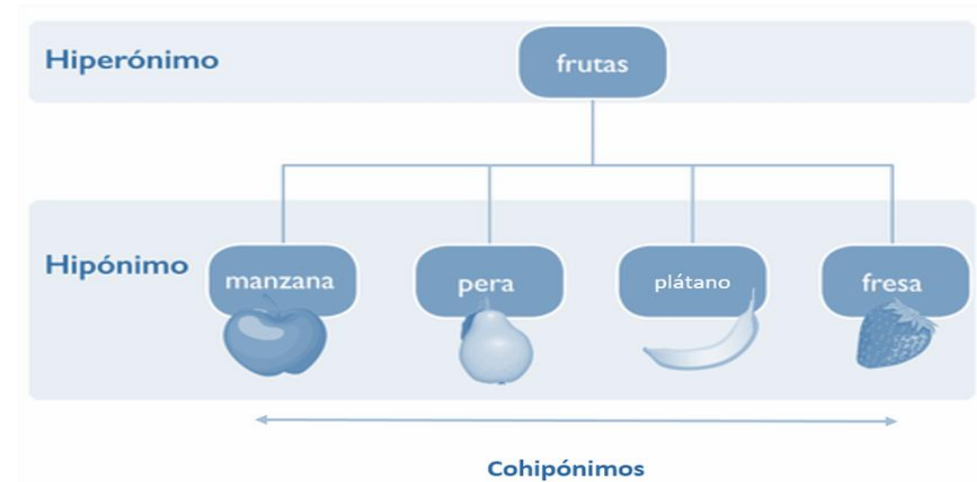 Hiperónimo
frutas
Hipónimo
manzana
pera
plátano
fresa
Cohipónimos